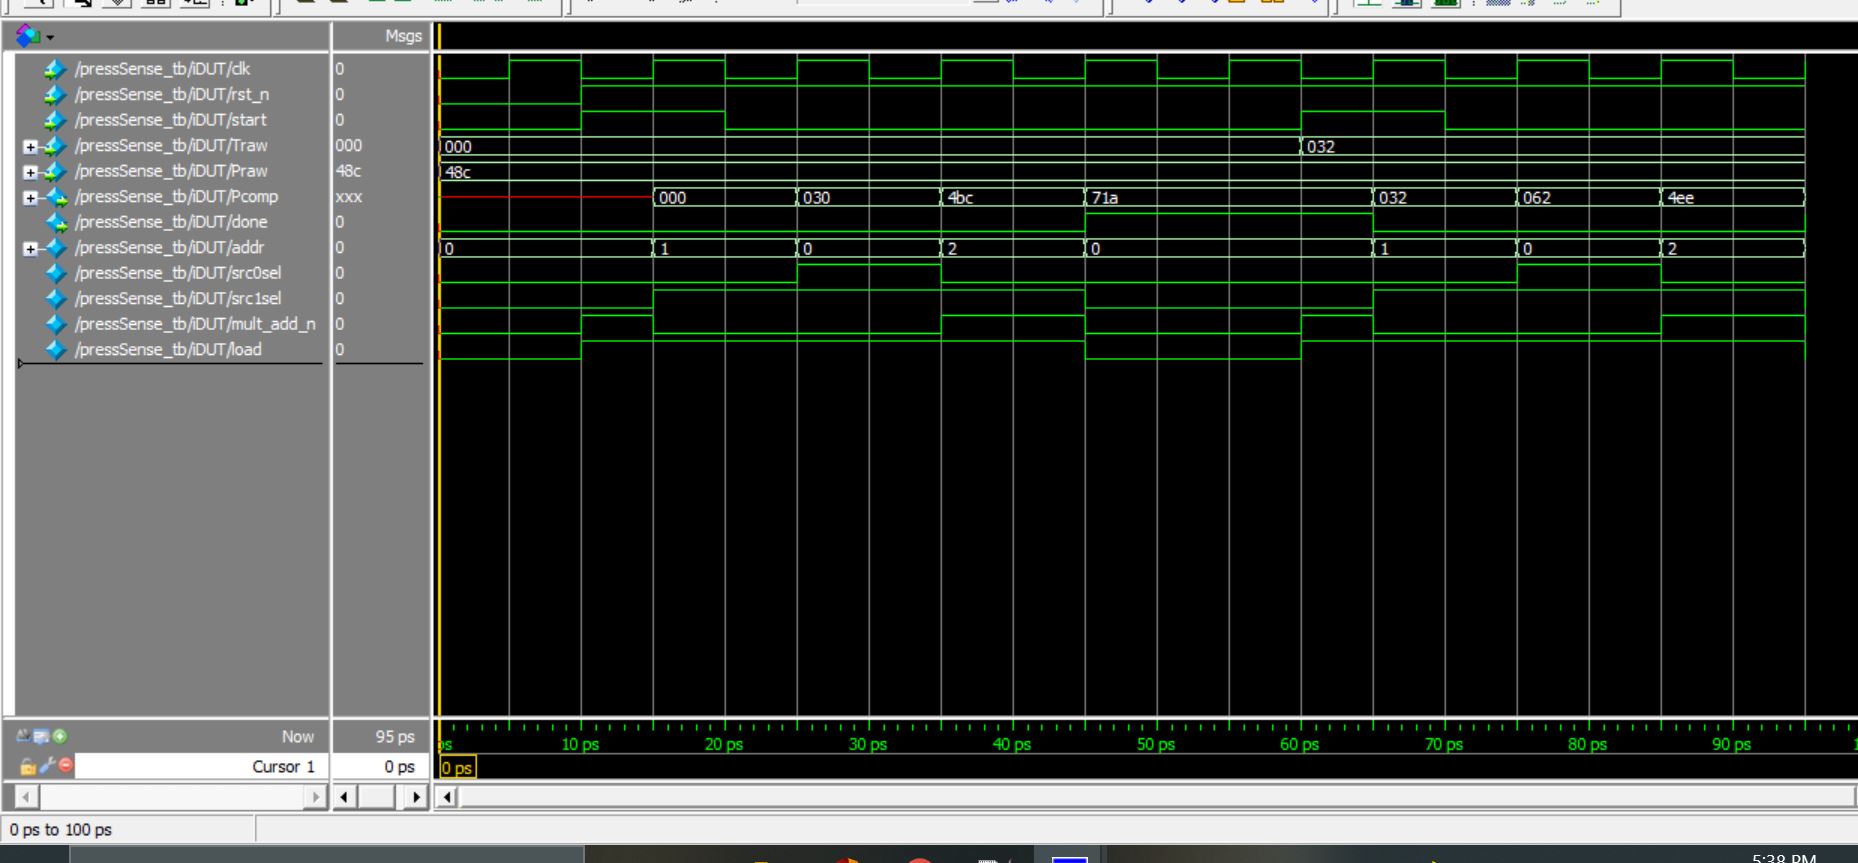 Msgs
/pressSense_tb/iDUT/clk 0
/pressSense_tb/iDUT/rst_n 0
/pressSense_tb/iDUT/start 0
/pressSense_tb/iDUT/Traw 000 000 032
/pressSense_tb/iDUT/Praw 48c 48c
/pressSense_tb/iDUT/Pcomp xxx 000 030 4bc 71a 032 062 4ee
/pressSense_tb/iDUT/done 0
/pressSense_tb/iDUT/addr 0 0 1 0 2 0 1 0 2
/pressSense_tb/iDUT/src0sel 0
/pressSense_tb/iDUT/src1sel 0
/pressSense_tb/iDUT/mult_add_n 0
/pressSense_tb/iDUT/load 0
Now 95 ps 10 ps 20 ps 30 ps 40 ps 50 ps 60 ps 70 ps 80 ps 90 ps
Cursor 1 0 ps 0 ps
0 ps to 100 ps
5:38 PM